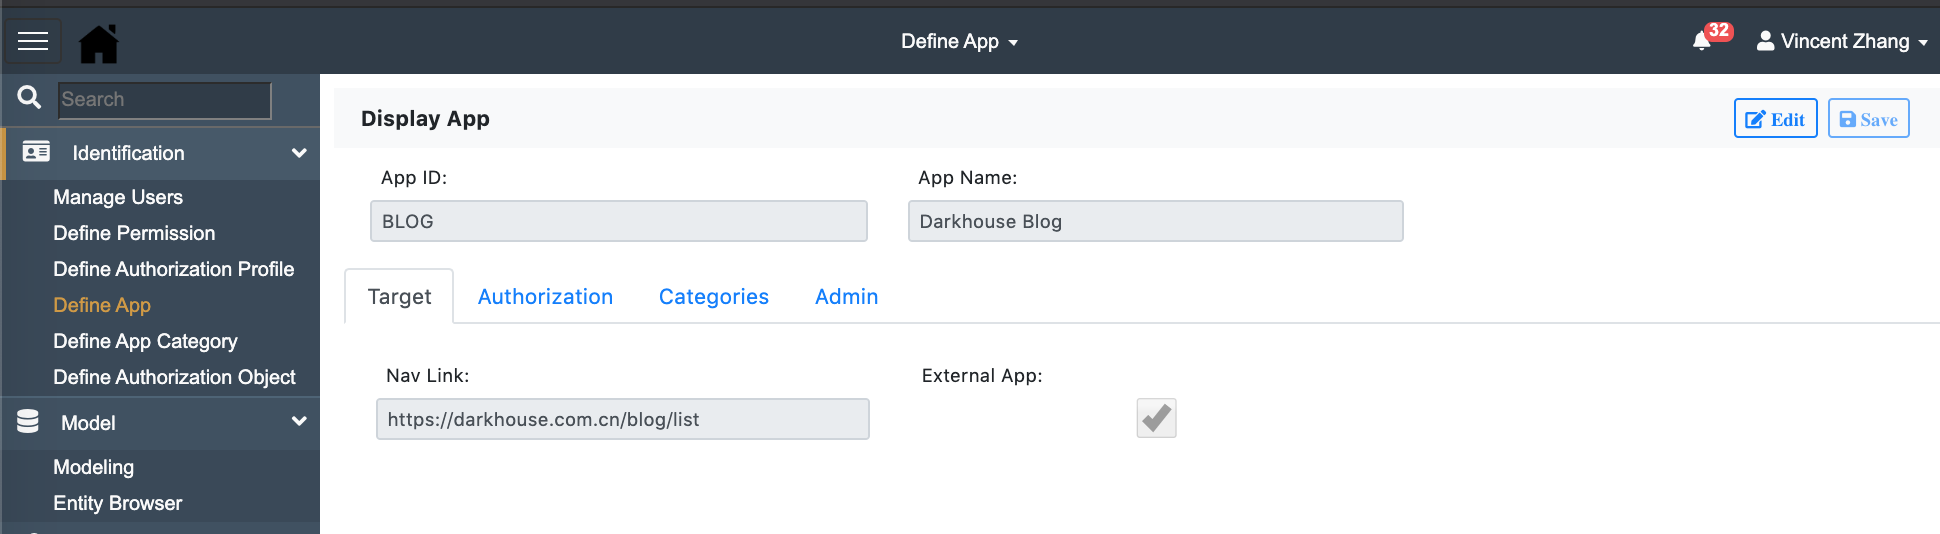 Define App
32
Vincent Zhang
Search
Identification
Manage Users
Define Permission
Define Authorization Profile
Define App
Define App Category
Define Authorization Object
Model
Modeling
Entity Browser
Display App
Edit
Save
App ID:
App Name:
BLOG
Darkhouse Blog
Target
Authorization
Categories
Admin
Nav Link:
External App:
https://darkhouse.com.cn/blog/list